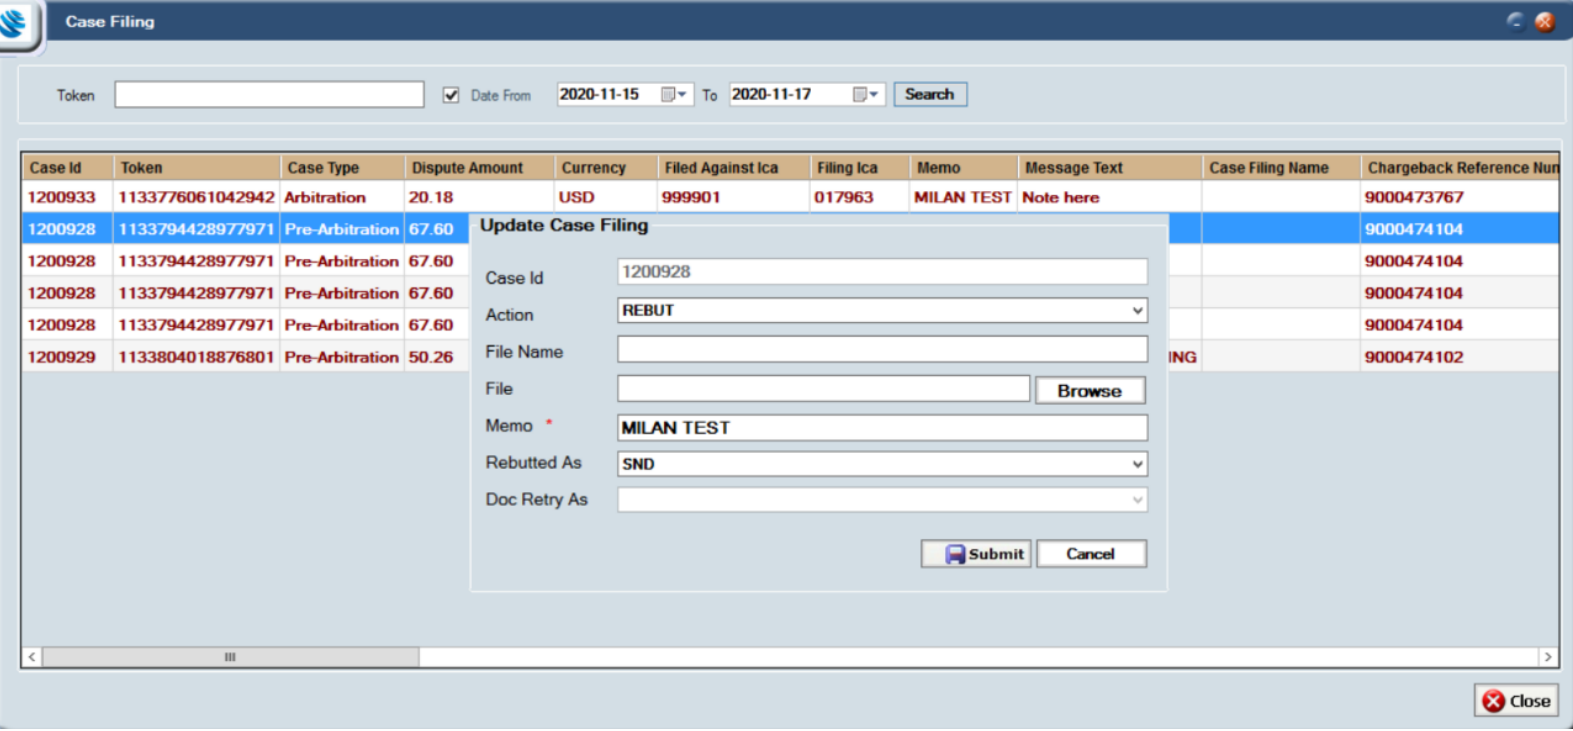 Case Filing
Token Date From 2020-11-15 To 2020-11-17 Search
Case Id Token Case Type Dispute Amount Currency Filed Against Ica Filing Ica Memo Message Text Case Filing Name Chargeback Reference Num
1200933 11337760610429​42 Arbitration 20.18 USD 999901 017963 MILAN TEST Note here 9000473767
1200928 1133794428977971 Pre-Arbitration 67.60 9000474104
1200928 1133794428977971 Pre-Arbitration 67.60 9000474104
1200928 1133794428977971 Pre-Arbitration 67.60 9000474104
1200928 1133794428977971 Pre-Arbitration 67.60 9000474104
1200929 1133804018876801 Pre-Arbitration 50.26 ING 9000474102
Update Case Filing
Case Id 1200928
Action REBUT
File Name
File Browse
Memo * MILAN TEST
Rebutted As SND
Doc Retry As
Submit Cancel
Close